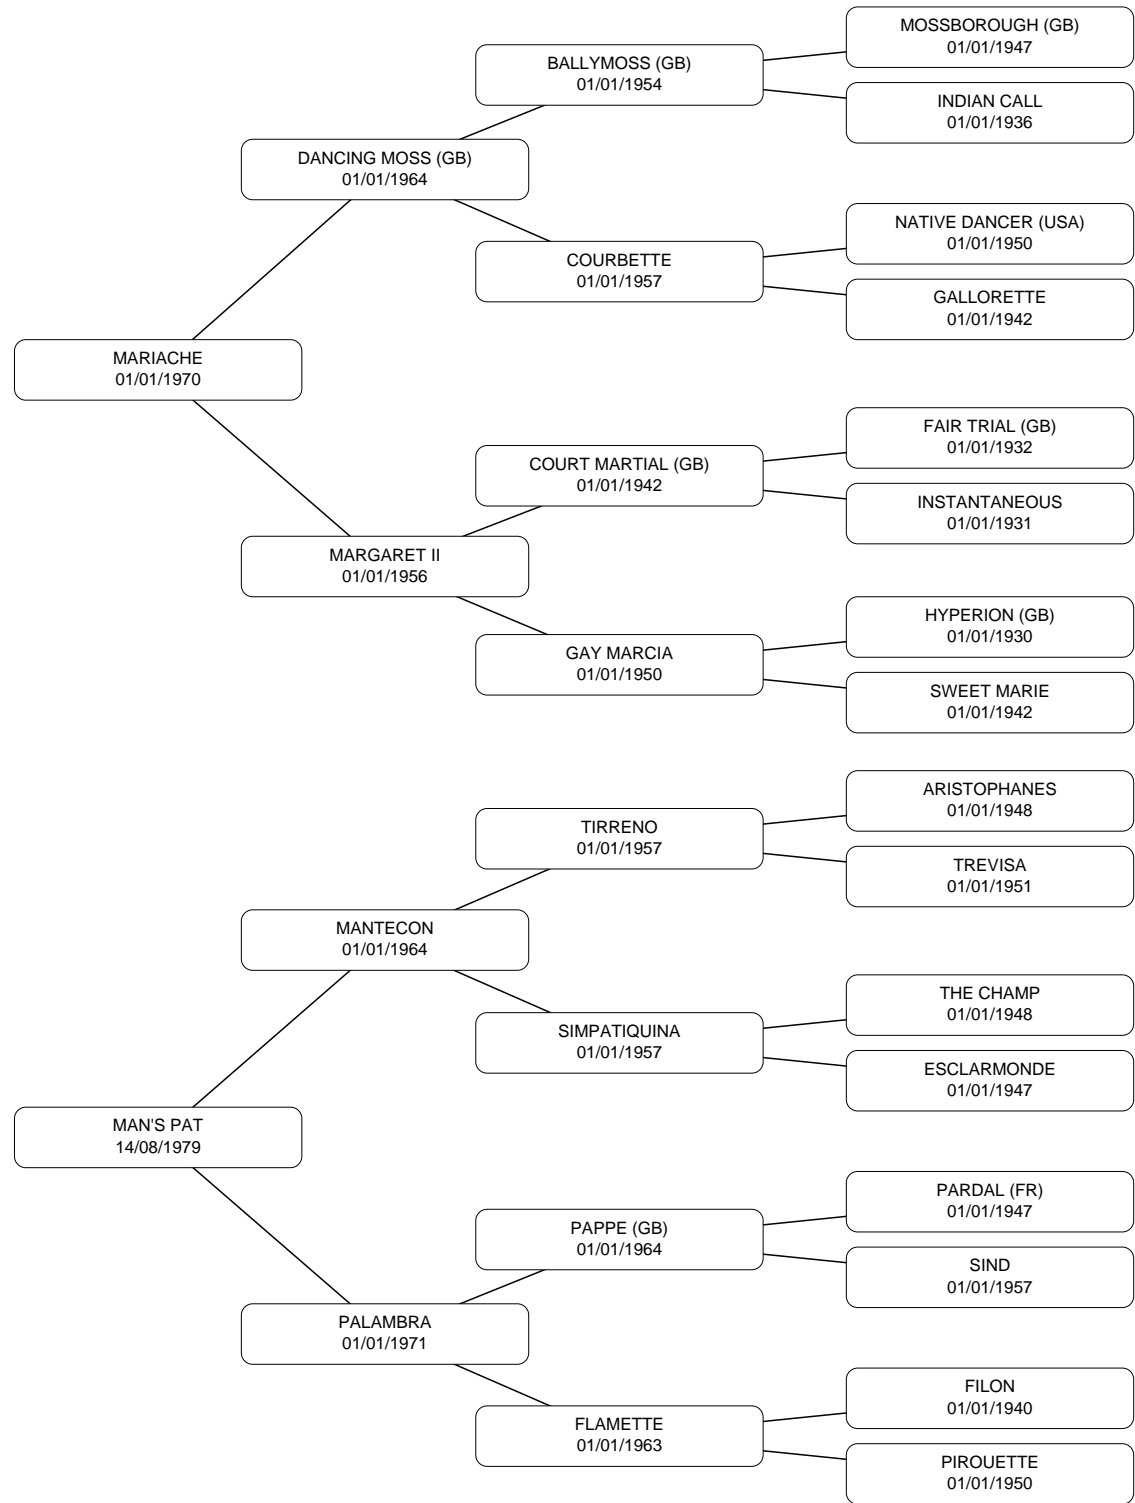 MOSSBOROUGH (GB)
01/01/1947
BALLYMOSS (GB)
01/01/1954
INDIAN CALL
01/01/1936
DANCING MOSS (GB)
01/01/1964
NATIVE DANCER (USA)
01/01/1950
COURBETTE
01/01/1957
GALLORETTE
01/01/1942
MARIACHE
01/01/1970
FAIR TRIAL (GB)
01/01/1932
COURT MARTIAL (GB)
01/01/1942
INSTANTANEOUS
01/01/1931
MARGARET II
01/01/1956
HYPERION (GB)
01/01/1930
GAY MARCIA
01/01/1950
SWEET MARIE
01/01/1942
ARISTOPHANES
01/01/1948
TIRRENO
01/01/1957
TREVISA
01/01/1951
MANTECON
01/01/1964
THE CHAMP
01/01/1948
SIMPATIQUINA
01/01/1957
ESCLARMONDE
01/01/1947
MAN'S PAT
14/08/1979
PARDAL (FR)
01/01/1947
PAPPE (GB)
01/01/1964
SIND
01/01/1957
PALAMBRA
01/01/1971
FILON
01/01/1940
FLAMETTE
01/01/1963
PIROUETTE
01/01/1950